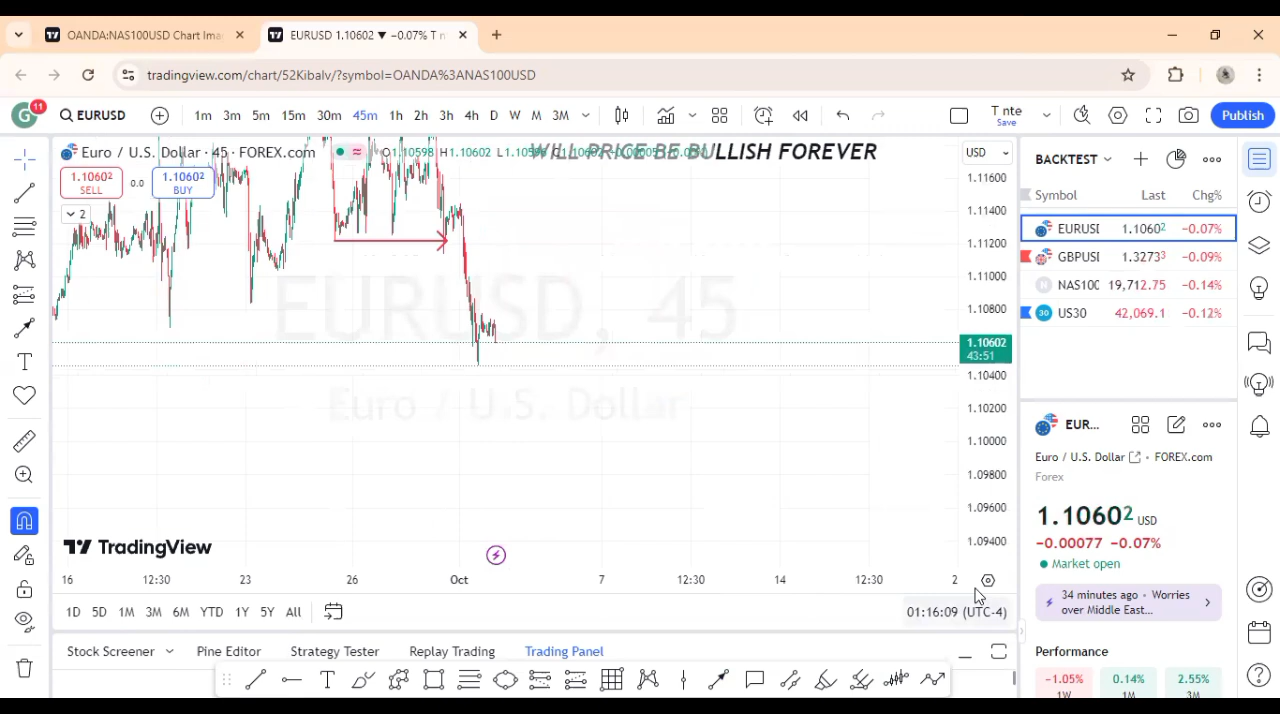 OANDA:NAS100USD Chart Ima
EURUSD 1.10602 ▼ −0.07% T n
tradingview.com/chart/52Kibalv/?symbol=OANDA%3ANAS100USD
G 11 EURUSD 1m 3m 5m 15m 30m 45m 1h 2h 3h 4h D W M 3M T nte Save Publish
Euro / U.S. Dollar · 45 · FOREX.com O1.10598 H1.10602
WILL PRICE BE BULLISH FOREVER
USD
1.10602 SELL 0.0 1.10602 BUY
2
EURUSD, 45
Euro / U.S. Dollar
1.11600
1.11400
1.11200
1.11000
1.10800
1.10602
43:51
1.10400
1.10200
1.10000
1.09800
1.09600
1.09400
TradingView
16 12:30 23 26 Oct 7 12:30 14 12:30 2
1D 5D 1M 3M 6M YTD 1Y 5Y All 01:16:09 (UTC-4)
Stock Screener Pine Editor Strategy Tester Replay Trading Trading Panel
BACKTEST
Symbol Last Chg%
EURUSI 1.10602 −0.07%
GBPUSI 1.32733 −0.09%
NAS100 19,712.75 −0.14%
US30 42,069.1 −0.12%
EUR...
Euro / U.S. Dollar FOREX.com
Forex
1.10602 USD
−0.00077 −0.07%
Market open
34 minutes ago · Worries
over Middle East...
Performance
−1.05% 0.14% 2.55%
1W 1M 3M